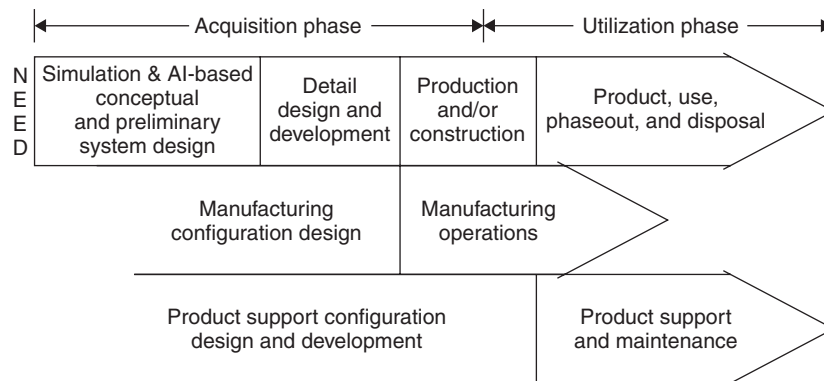 Acquisition phase
Utilization phase
N
E
E
D
Simulation & AI-based
conceptual
and preliminary
system design
Detail
design and
development
Production
and/or
construction
Product, use,
phaseout, and disposal
Manufacturing
configuration design
Manufacturing
operations
Product support configuration
design and development
Product support
and maintenance